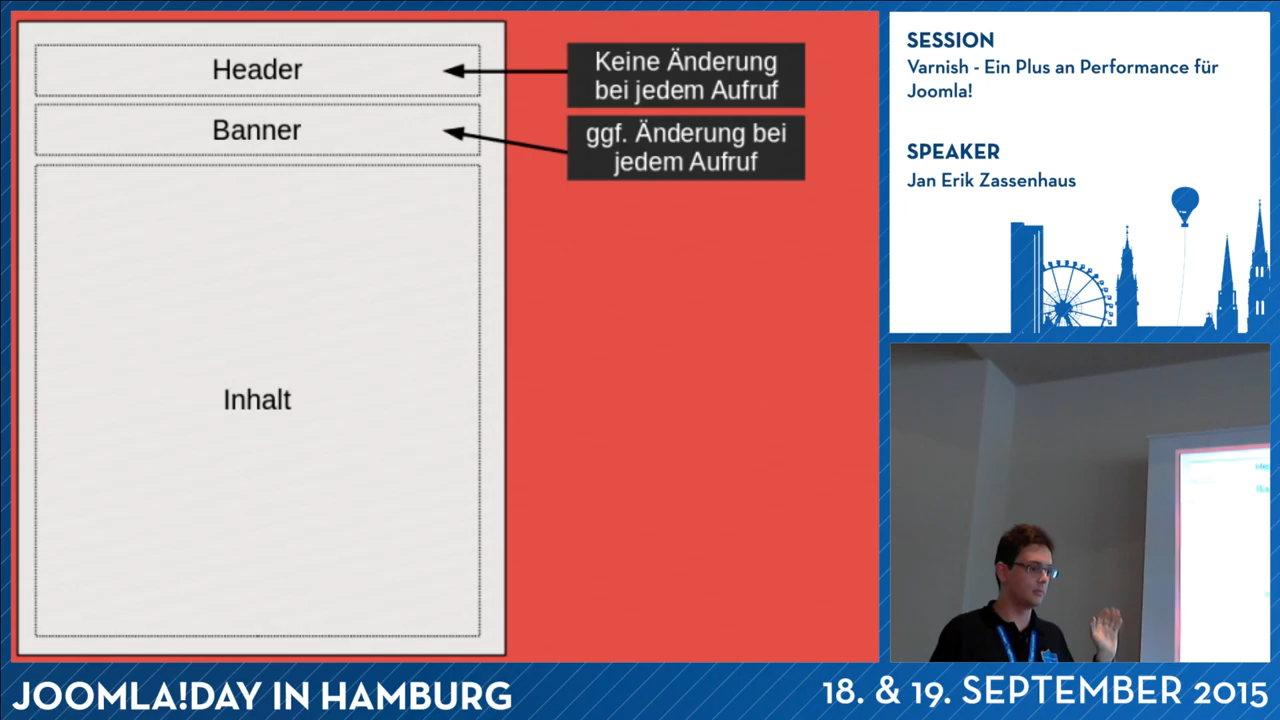 Header
Banner
Inhalt
Keine Änderung
bei jedem Aufruf
ggf. Änderung bei
jedem Aufruf
SESSION
Varnish - Ein Plus an Performance für
Joomla!
SPEAKER
Jan Erik Zassenhaus
JOOMLA!DAY IN HAMBURG
18. & 19. SEPTEMBER 2015